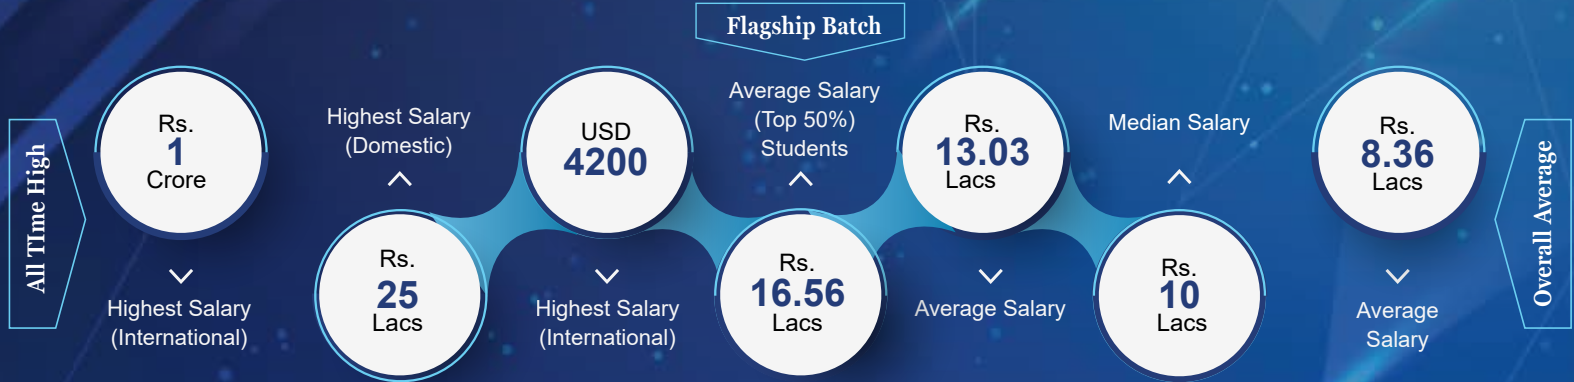 Flagship Batch
All TIme High
Rs.
1
Crore
Highest Salary
(International)
Highest Salary
(Domestic)
Rs.
25
Lacs
USD
4200
Highest Salary
(International)
Average Salary
(Top 50%)
Students
Rs.
16.56
Lacs
Rs.
13.03
Lacs
Average Salary
Median Salary
Rs.
10
Lacs
Rs.
8.36
Lacs
Average
Salary
Overall Average